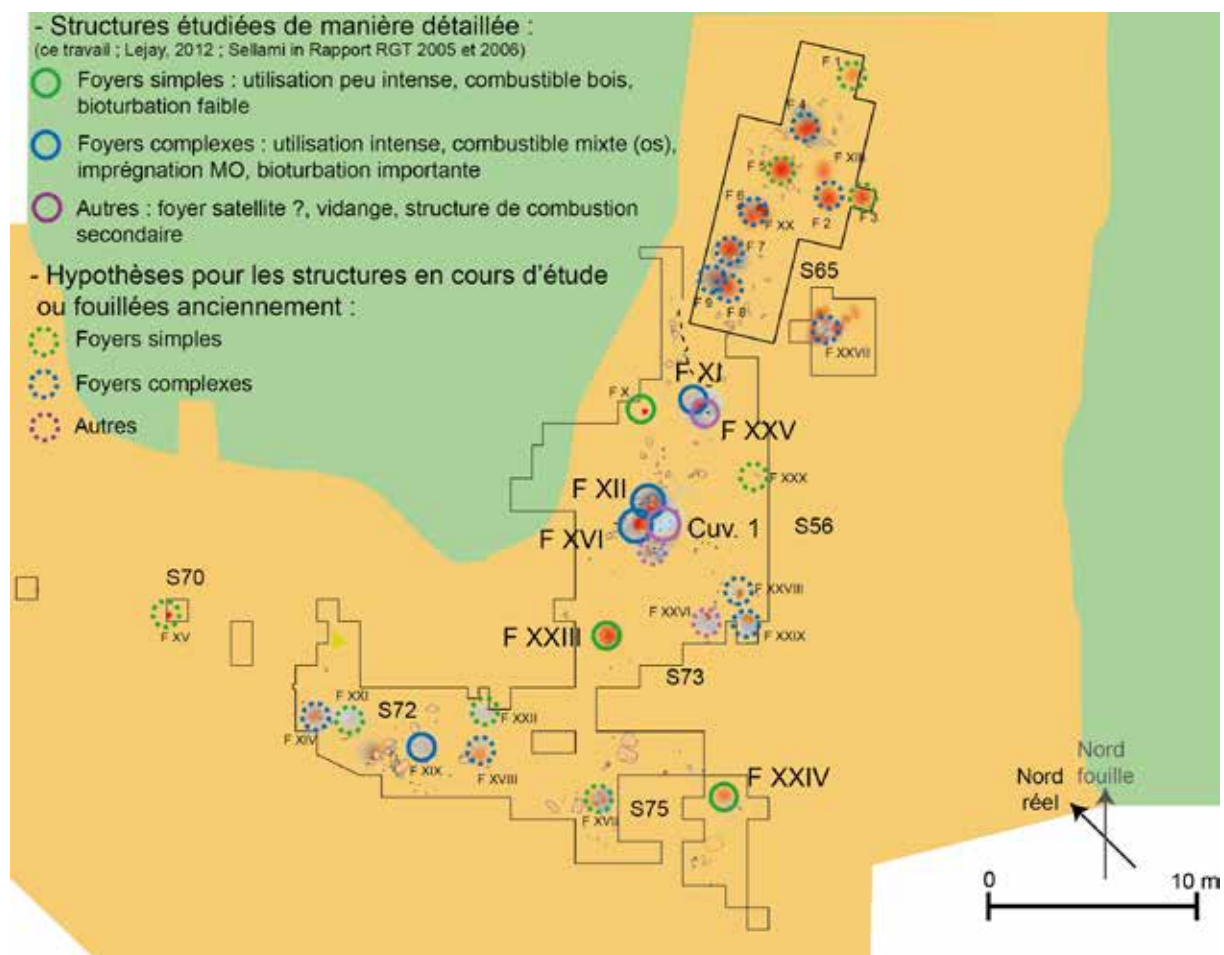 - Structures étudiées de manière détaillée :
(ce travail ; Lejay, 2012 ; Sellami in Rapport RGT 2005 et 2006)
Foyers simples : utilisation peu intense, combustible bois,
bioturbation faible
Foyers complexes : utilisation intense, combustible mixte (os),
imprégnation MO, bioturbation importante
Autres : foyer satellite ?, vidange, structure de combustion
secondaire
- Hypothèses pour les structures en cours d'étude
ou fouillées anciennement :
Foyers simples
Foyers complexes
Autres
F 1
F 4
F 5
F XIII
F 6
F XX
F 2
F 3
F 7
F 9
F 8
S65
F XXVII
F XI
F X
F XXV
F XXX
F XII
F XVI
Cuv. 1
S56
S70
F XV
F XXVIII
F XXVI
F XXIX
F XXIII
S73
F XXI
S72
F XXII
F XIV
F XIX
F XVIII
F XXIV
F XVII
S75
Nord
fouille
Nord
réel
0
10 m